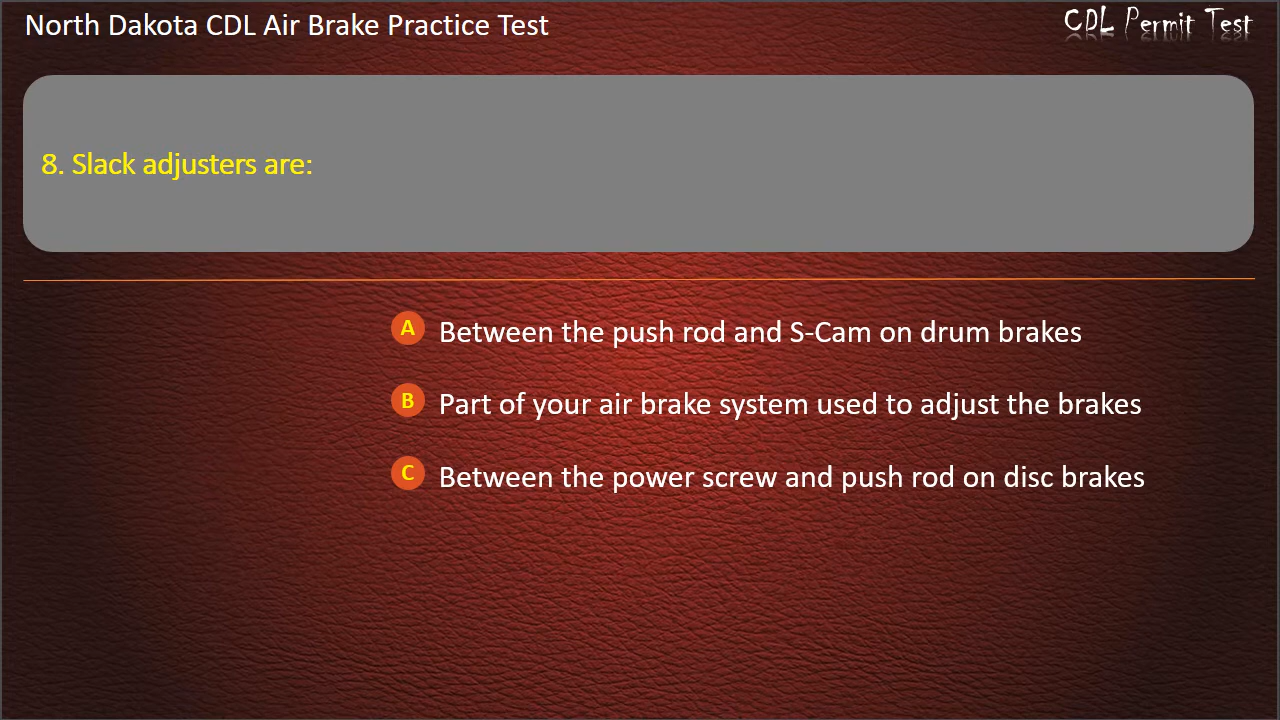 North Dakota CDL Air Brake Practice Test
CDL Permit Test
8. Slack adjusters are:
A Between the push rod and S-Cam on drum brakes
B Part of your air brake system used to adjust the brakes
C Between the power screw and push rod on disc brakes